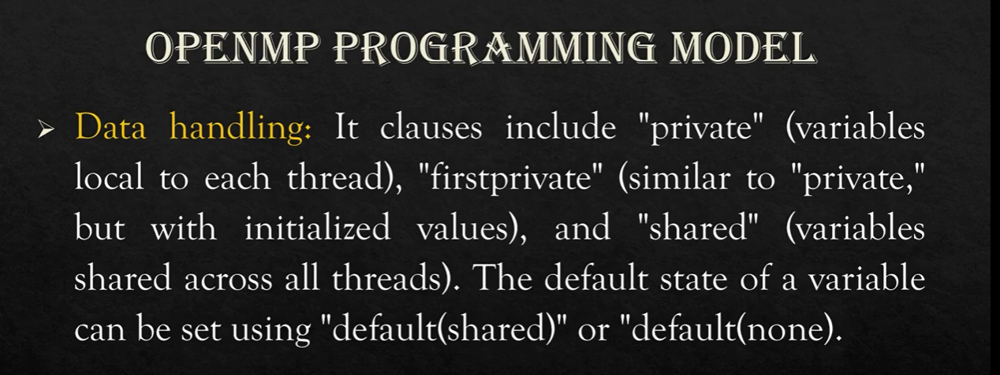 OPENMP PROGRAMMING MODEL
Data handling: It clauses include "private" (variables
local to each thread), "firstprivate" (similar to "private,"
but with initialized values), and "shared" (variables
shared across all threads). The default state of a variable
can be set using "default(shared)" or "default(none).